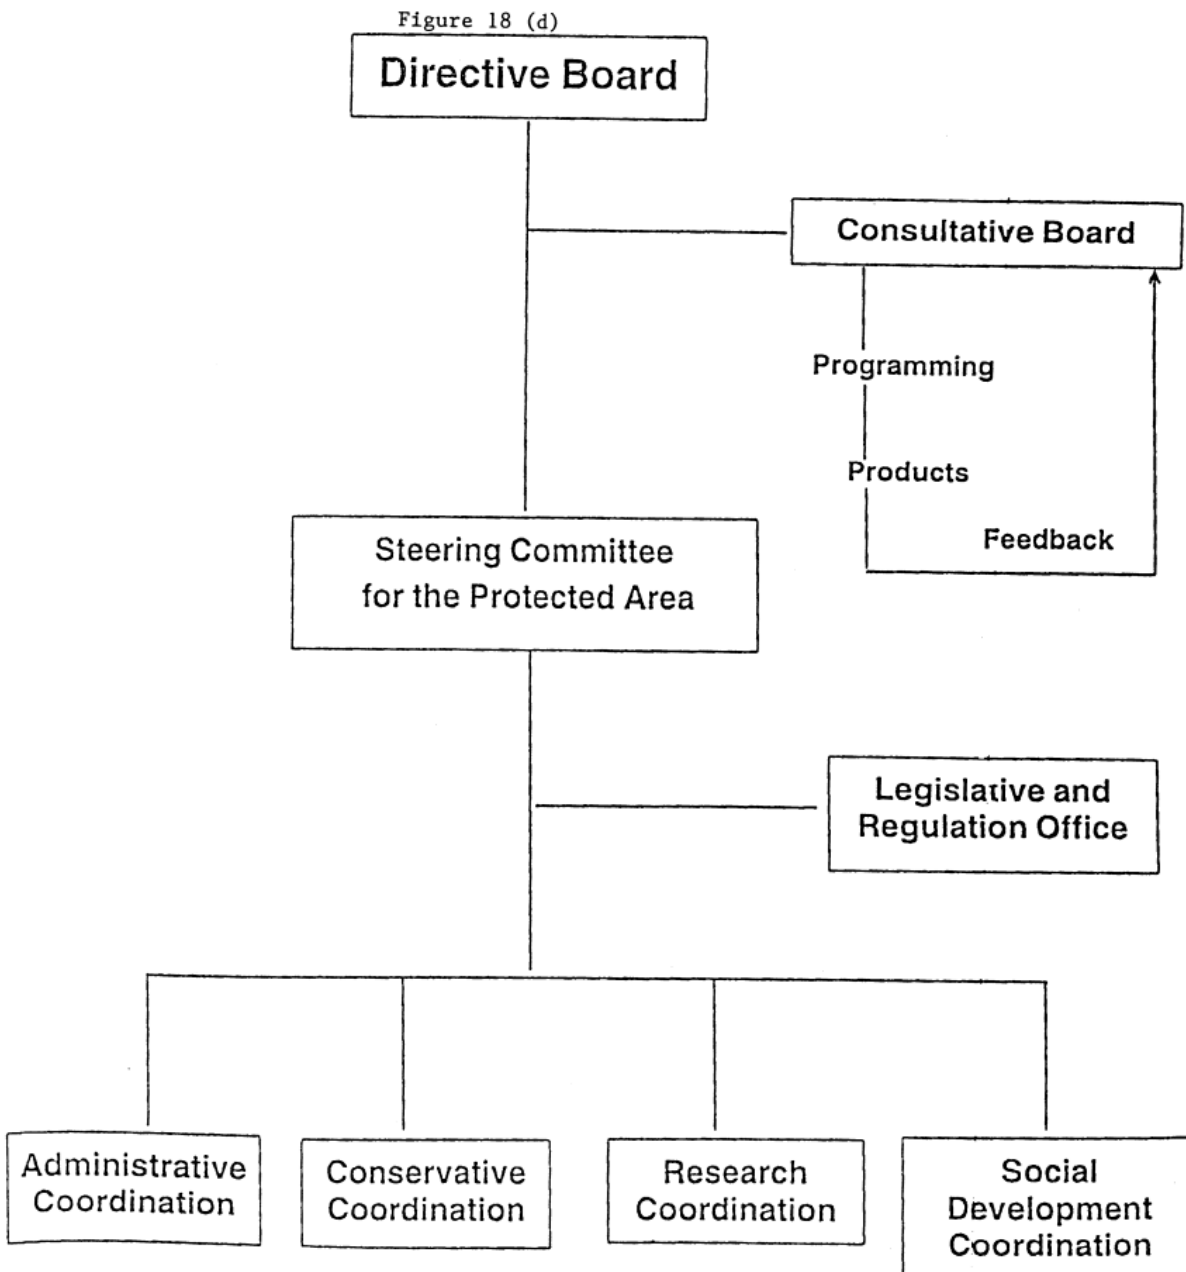 Figure 18 (d)
Directive Board
Consultative Board
Programming
Products
Feedback
Steering Committee
for the Protected Area
Legislative and
Regulation Office
Administrative
Coordination
Conservative
Coordination
Research
Coordination
Social
Development
Coordination